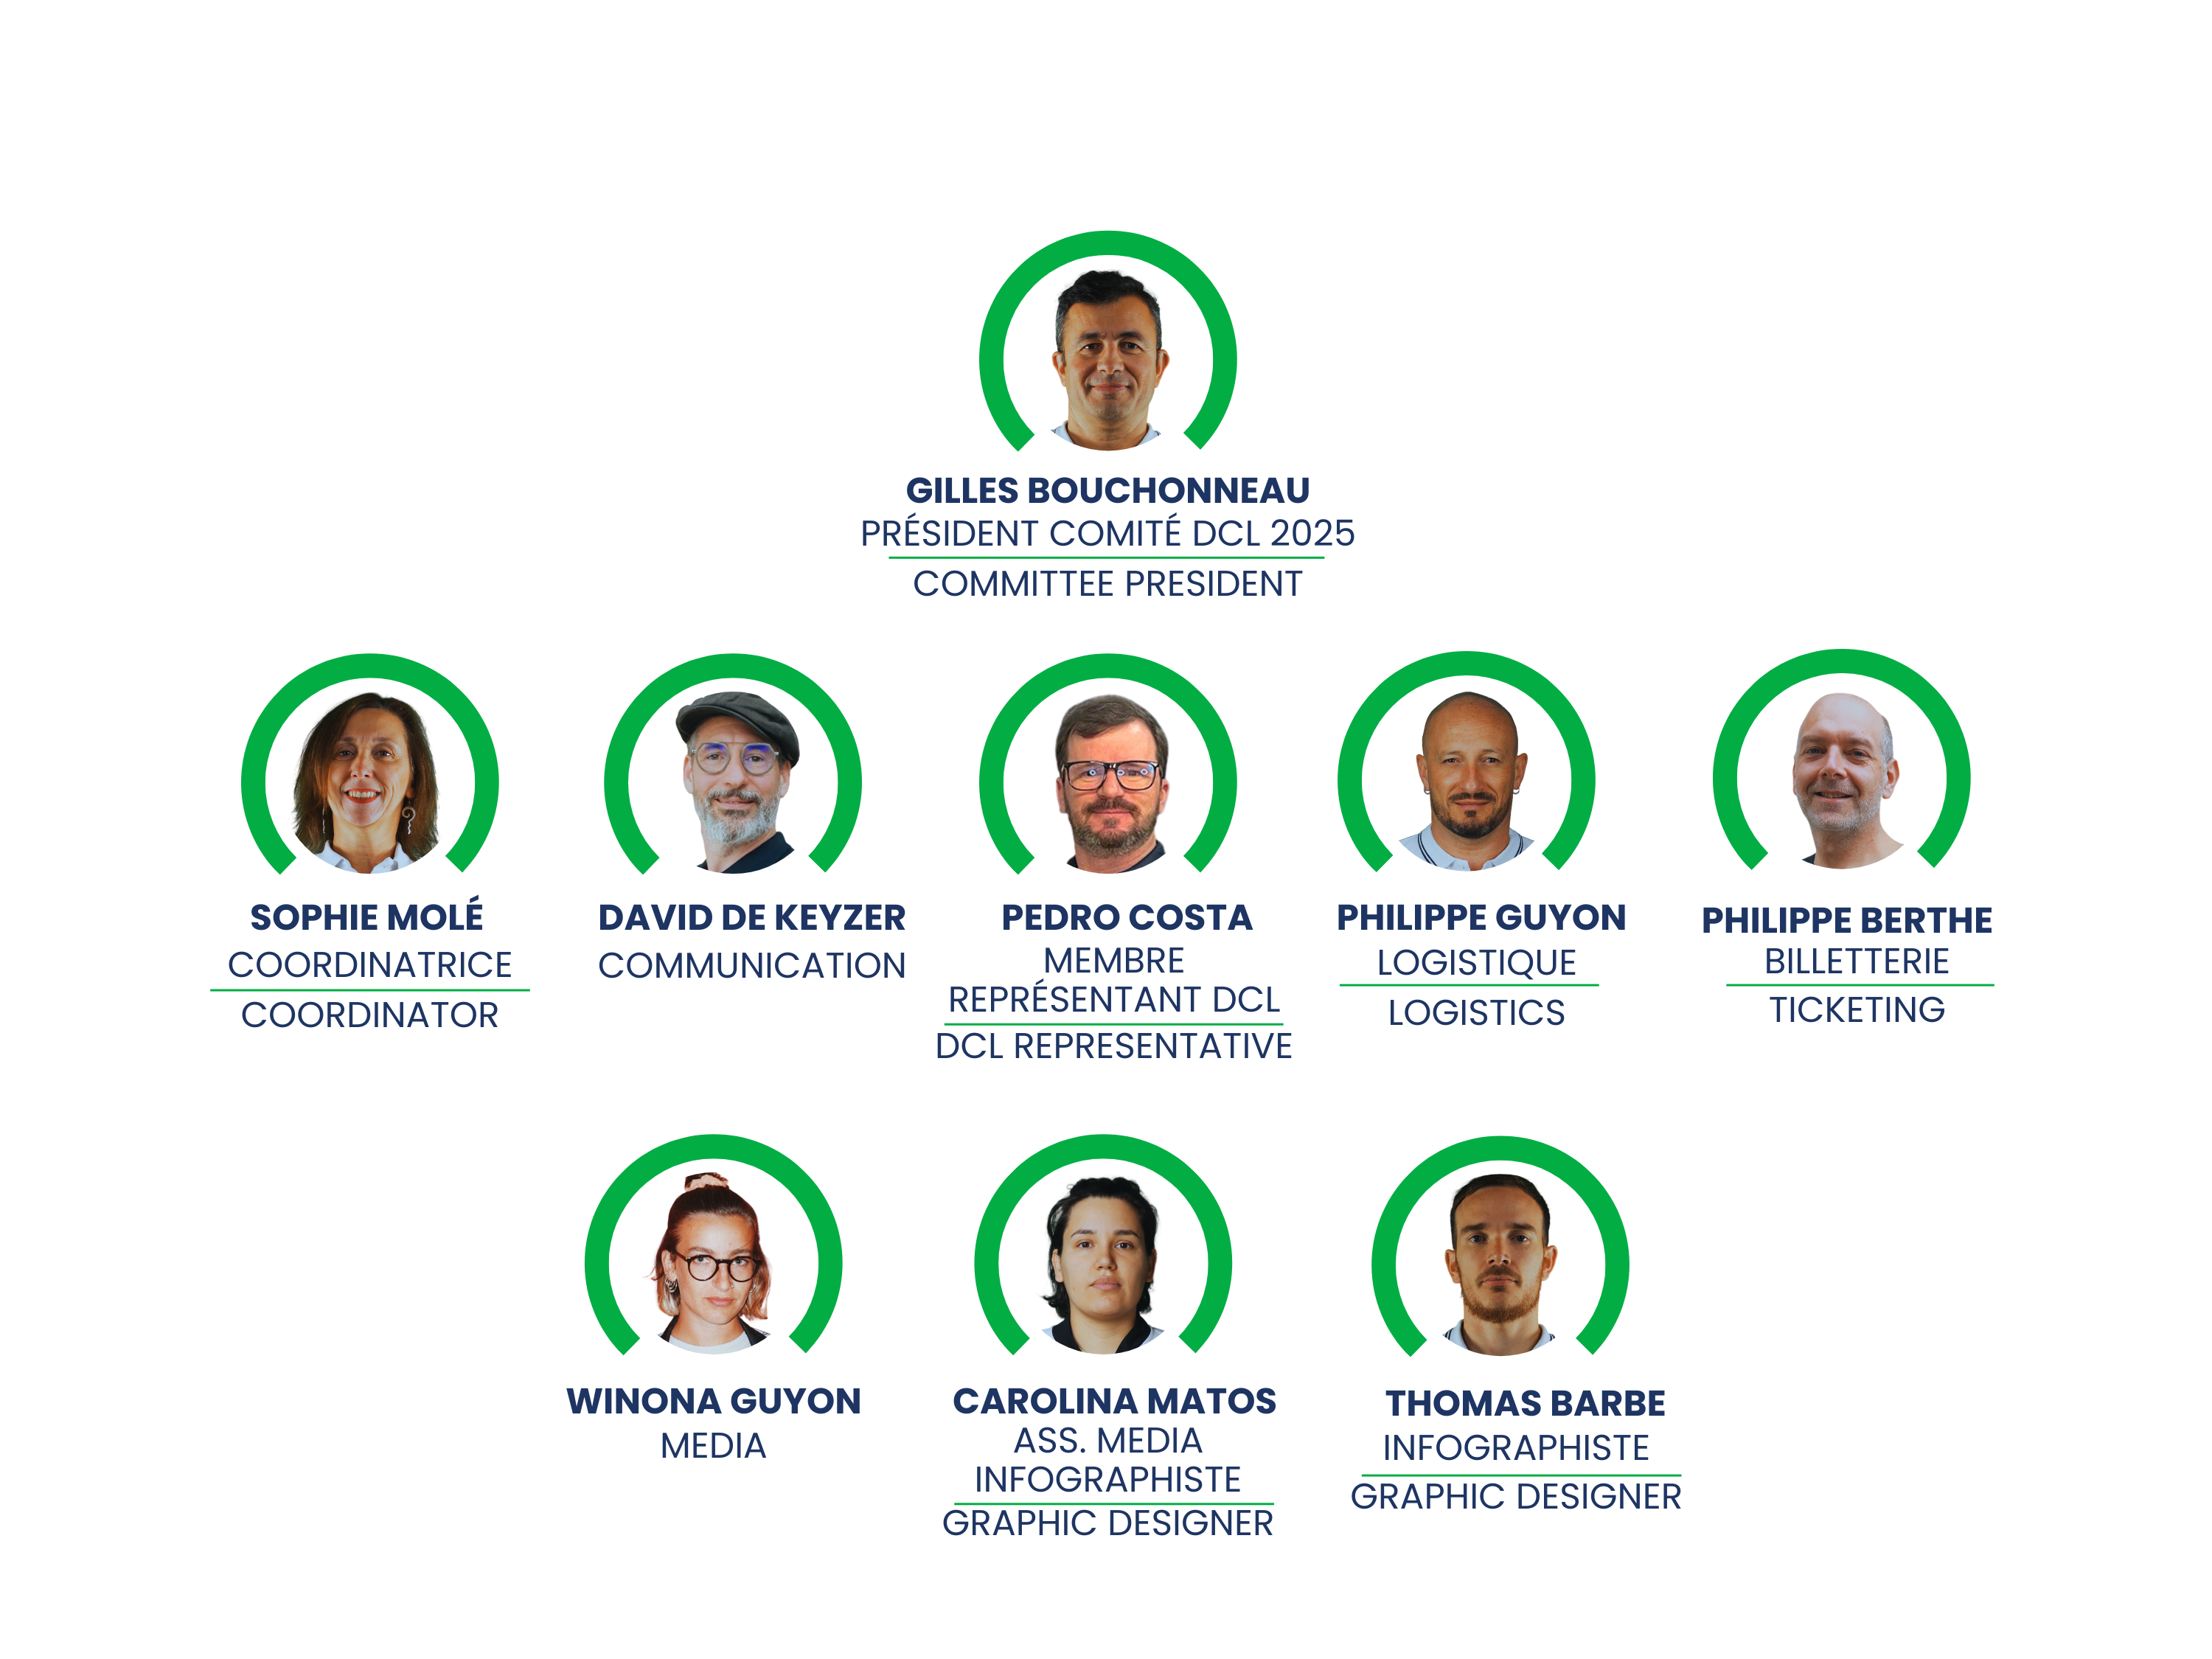 GILLES BOUCHONNEAU
PRÉSIDENT COMITÉ DCL 2025
COMMITTEE PRESIDENT
SOPHIE MOLÉ
COORDINATRICE
COORDINATOR
DAVID DE KEYZER
COMMUNICATION
PEDRO COSTA
MEMBRE
REPRÉSENTANT DCL
DCL REPRESENTATIVE
PHILIPPE GUYON
LOGISTIQUE
LOGISTICS
PHILIPPE BERTHE
BILLETTERIE
TICKETING
WINONA GUYON
MEDIA
CAROLINA MATOS
ASS. MEDIA
INFOGRAPHISTE
GRAPHIC DESIGNER
THOMAS BARBE
INFOGRAPHISTE
GRAPHIC DESIGNER